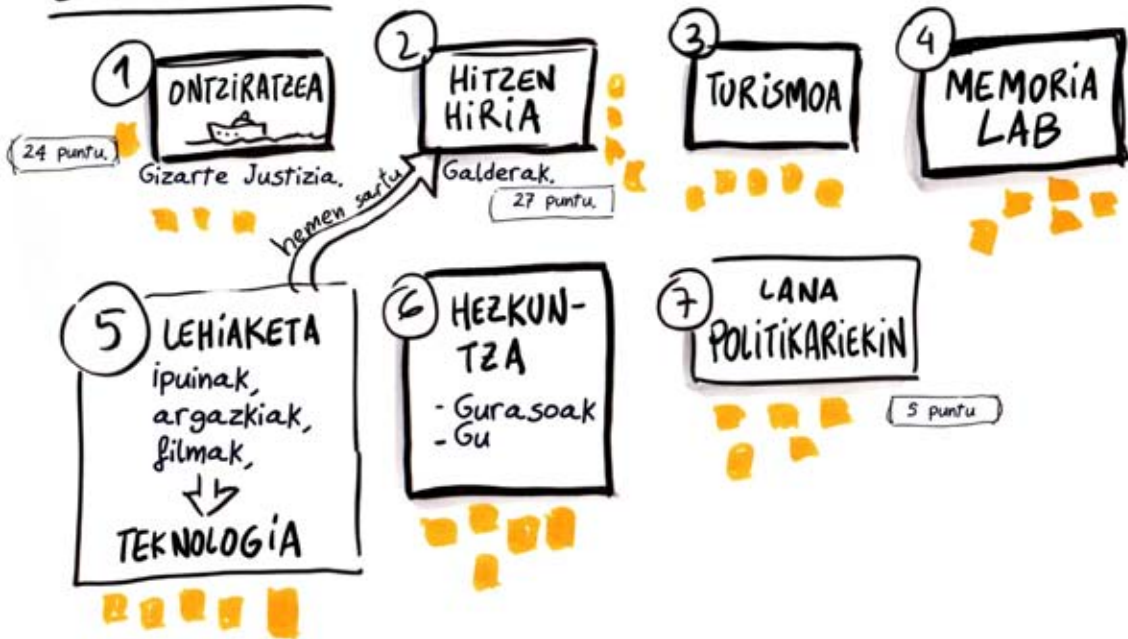 1
ONTZIRATZEA
24 puntu.
Gizarte Justizia.
2
HITZEN
HIRIA
Galderak.
27 puntu.
hemen sartu
3
TURISMOA
4
MEMORIA
LAB
5
LEHIAKETA
ipuinak,
argazkiak,
filmak,
TEKNOLOGIA
6
HEZKUN-
TZA
- Gurasoak
- Gu
7
LANA
POLITIKARIEKIN
5 puntu